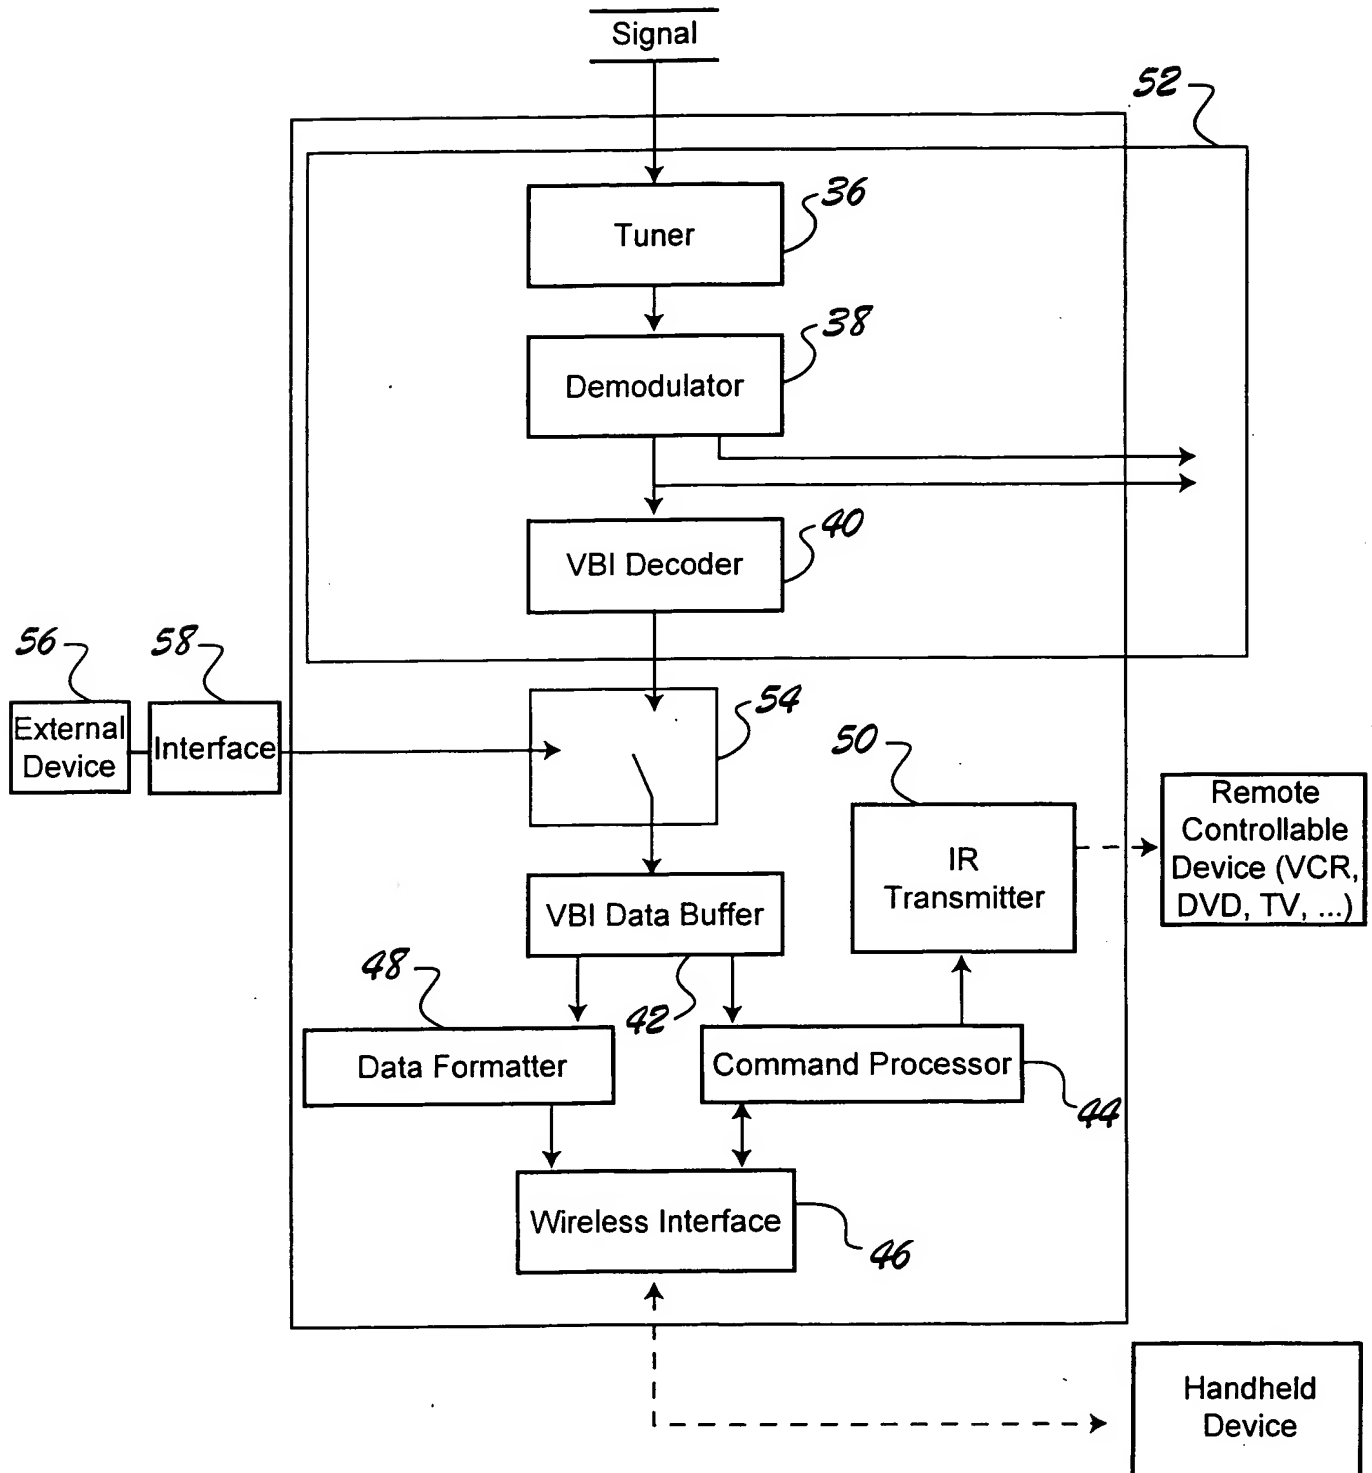 Signal
52
36
Tuner
38
Demodulator
40
VBI Decoder
56
58
54
External
Device
Interface
50
Remote
Controllable
Device (VCR,
DVD, TV, ...)
IR
Transmitter
VBI Data Buffer
48
42
Data Formatter
Command Processor
44
Wireless Interface
46
Handheld
Device